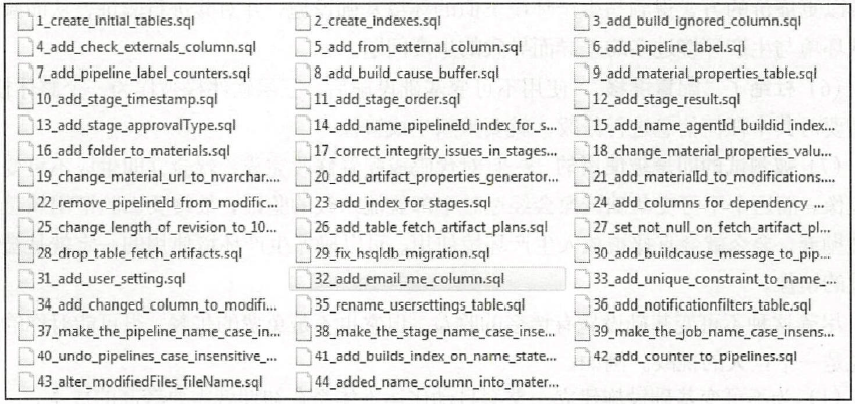 1_create_initial_tables.sql
2_create_indexes.sql
3_add_build_ignored_column.sql
4_add_check_externals_column.sql
5_add_from_external_column.sql
6_add_pipeline_label.sql
7_add_pipeline_label_counters.sql
8_add_build_cause_buffer.sql
9_add_material_properties_table.sql
10_add_stage_timestamp.sql
11_add_stage_order.sql
12_add_stage_result.sql
13_add_stage_approvalType.sql
14_add_name_pipelineId_index_for_s...
15_add_name_agentId_buildid_index...
16_add_folder_to_materials.sql
17_correct_integrity_issues_in_stages...
18_change_material_properties_valu...
19_change_material_url_to_nvarchar....
20_add_artifact_properties_generator...
21_add_materialId_to_modifications....
22_remove_pipelineId_from_modific...
23_add_index_for_stages.sql
24_add_columns_for_dependency_...
25_change_length_of_revision_to_10...
26_add_table_fetch_artifact_plans.sql
27_set_not_null_on_fetch_artifact_pl...
28_drop_table_fetch_artifacts.sql
29_fix_hsqldb_migration.sql
30_add_buildcause_message_to_pip...
31_add_user_setting.sql
32_add_email_me_column.sql
33_add_unique_constraint_to_name_...
34_add_changed_column_to_modifi...
35_rename_usersettings_table.sql
36_add_notificationfilters_table.sql
37_make_the_pipeline_name_case_in...
38_make_the_stage_name_case_inse...
39_make_the_job_name_case_insens...
40_undo_pipelines_case_insensitive_...
41_add_builds_index_on_name_state...
42_add_counter_to_pipelines.sql
43_alter_modifiedFiles_fileName.sql
44_added_name_column_into_mater...